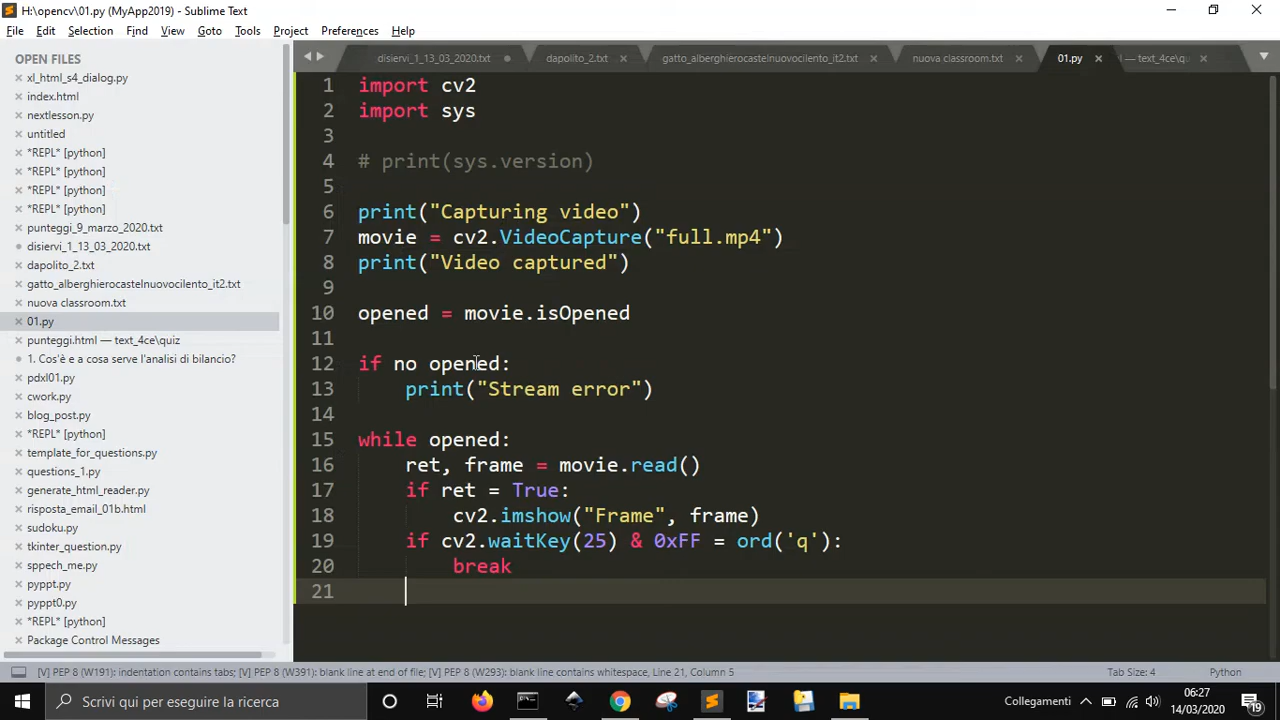 H:\opencv\01.py (MyApp2019) - Sublime Text
File Edit Selection Find View Goto Tools Project Preferences Help
disiervi_1_13_03_2020.txt dapolito_2.txt gatto_alberghierocastelnuovocilento_it2.txt nuova classroom.txt 01.py — text_4ce\qu
OPEN FILES
xl_html_s4_dialog.py
index.html
nextlesson.py
untitled
*REPL* [python]
*REPL* [python]
*REPL* [python]
*REPL* [python]
punteggi_9_marzo_2020.txt
disiervi_1_13_03_2020.txt
dapolito_2.txt
gatto_alberghierocastelnuovocilento_it2.txt
nuova classroom.txt
01.py
punteggi.html — text_4ce\quiz
1. Cos'è e a cosa serve l'analisi di bilancio?
pdxl01.py
cwork.py
blog_post.py
*REPL* [python]
template_for_questions.py
questions_1.py
generate_html_reader.py
risposta_email_01b.html
sudoku.py
tkinter_question.py
sppech_me.py
pyppt.py
pyppt0.py
*REPL* [python]
Package Control Messages
1 import cv2
2 import sys
3
4 # print(sys.version)
5
6 print("Capturing video")
7 movie = cv2.VideoCapture("full.mp4")
8 print("Video captured")
9
10 opened = movie.isOpened
11
12 if no opened:
13 print("Stream error")
14
15 while opened:
16 ret, frame = movie.read()
17 if ret = True:
18 cv2.imshow("Frame", frame)
19 if cv2.waitKey(25) & 0xFF = ord('q'):
20 break
21
[V] PEP 8 (W191): indentation contains tabs; [V] PEP 8 (W391): blank line at end of file; [V] PEP 8 (W293): blank line contains whitespace, Line 21, Column 5 Tab Size: 4 Python
Scrivi qui per eseguire la ricerca Collegamenti 06:27
14/03/2020 19